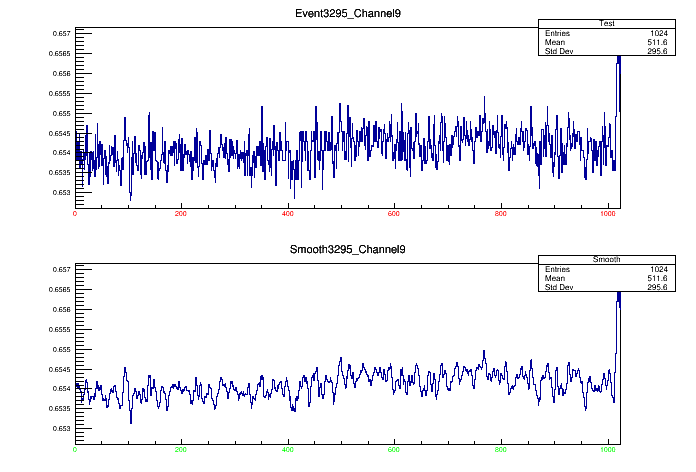 Event3295_Channel9
Test
Entries 1024
Mean 511.6
Std Dev 295.6
0.657
0.6565
0.656
0.6555
0.655
0.6545
0.654
0.6535
0.653
0 200 400 600 800 1000
Smooth3295_Channel9
Smooth
Entries 1024
Mean 511.6
Std Dev 295.6
0.657
0.6565
0.656
0.6555
0.655
0.6545
0.654
0.6535
0.653
0 200 400 600 800 1000